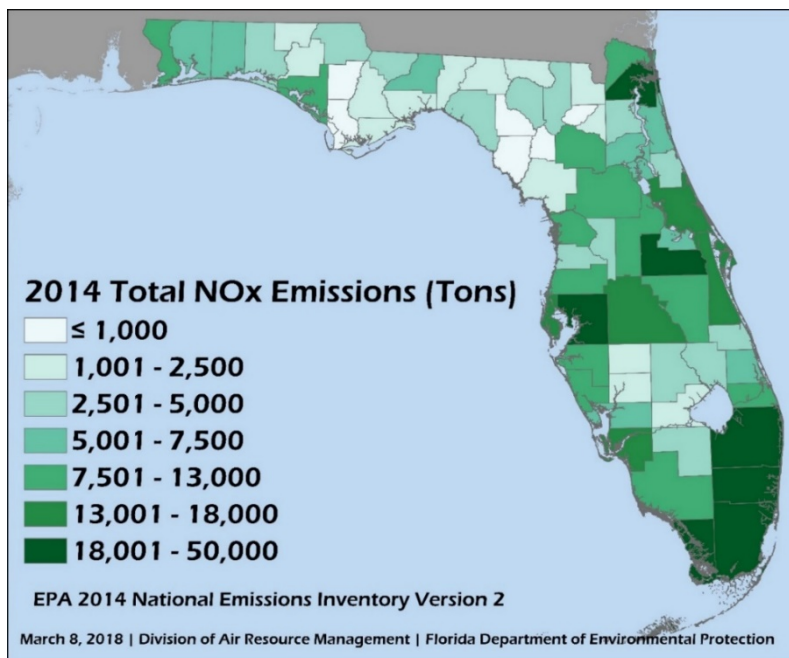 2014 Total NOx Emissions (Tons)
≤ 1,000
1,001 - 2,500
2,501 - 5,000
5,001 - 7,500
7,501 - 13,000
13,001 - 18,000
18,001 - 50,000
EPA 2014 National Emissions Inventory Version 2
March 8, 2018 | Division of Air Resource Management | Florida Department of Environmental Protection